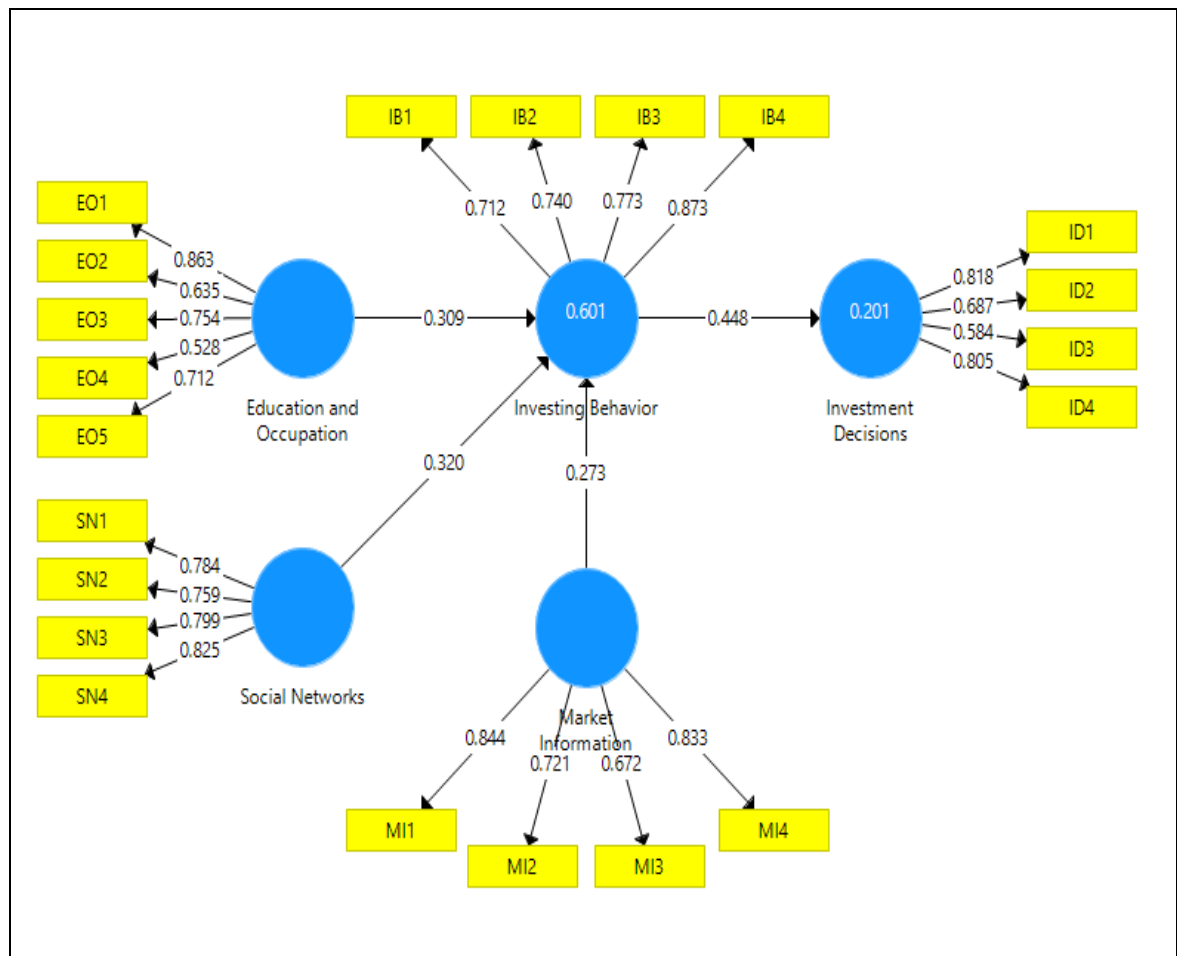 IB1
IB2
IB3
IB4
0.712
0.740
0.773
0.873
EO1
EO2
EO3
EO4
EO5
0.863
0.635
0.754
0.528
0.712
Education and
Occupation
0.309
0.601
Investing Behavior
0.448
0.201
Investment
Decisions
0.818
0.687
0.584
0.805
ID1
ID2
ID3
ID4
SN1
SN2
SN3
SN4
0.784
0.759
0.799
0.825
Social Networks
0.320
0.273
Market
Information
0.844
0.721
0.672
0.833
MI1
MI2
MI3
MI4